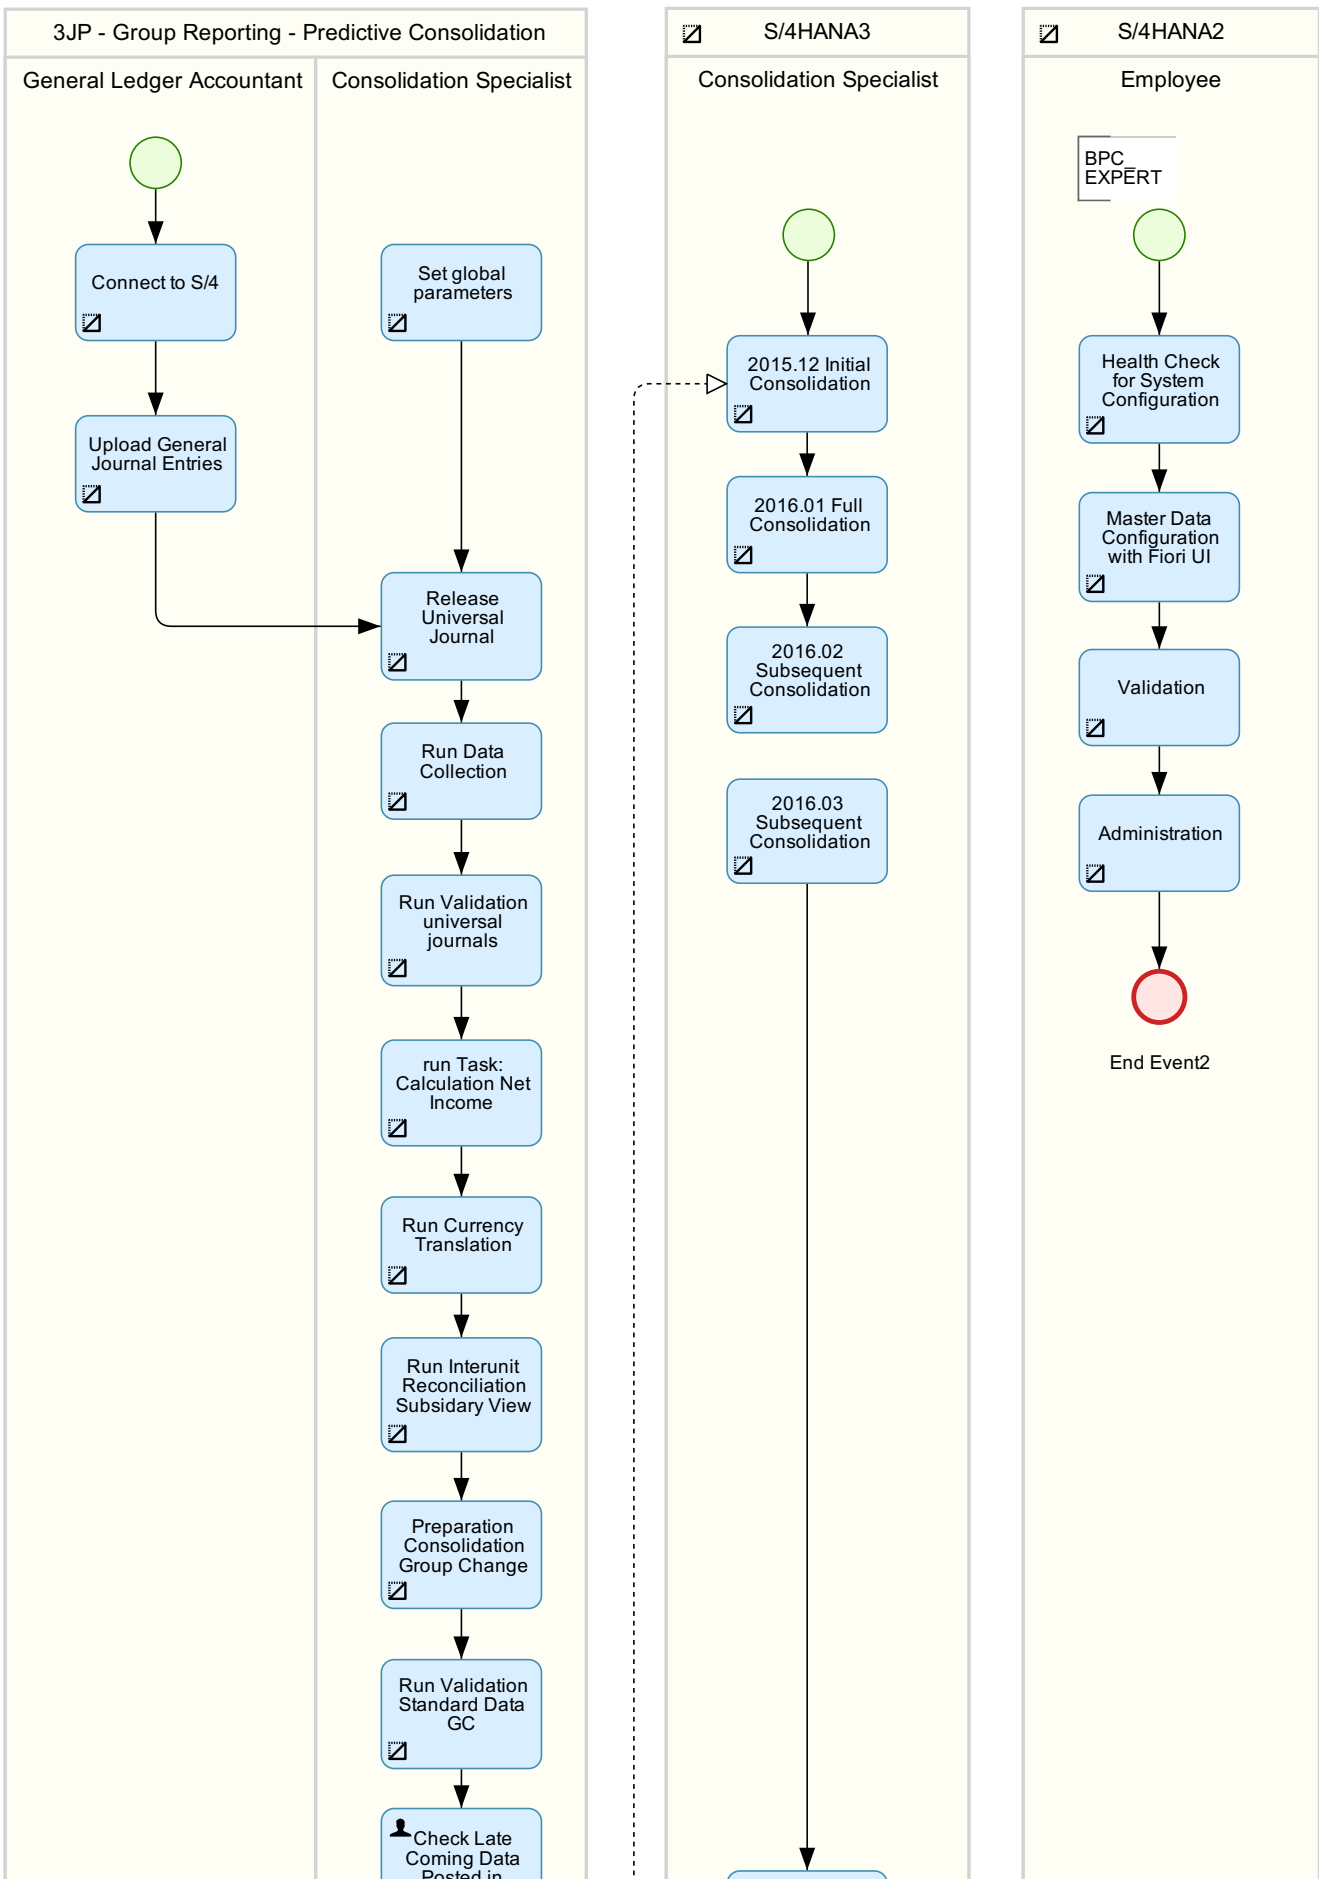 3JP - Group Reporting - Predictive Consolidation
General Ledger Accountant
Consolidation Specialist
Connect to S/4
Upload General
Journal Entries
Set global
parameters
Release
Universal
Journal
Run Data
Collection
Run Validation
universal
journals
run Task:
Calculation Net
Income
Run Currency
Translation
Run Interunit
Reconciliation
Subsidary View
Preparation
Consolidation
Group Change
Run Validation
Standard Data
GC
Check Late
Coming Data
Posted in
S/4HANA3
Consolidation Specialist
2015.12 Initial
Consolidation
2016.01 Full
Consolidation
2016.02
Subsequent
Consolidation
2016.03
Subsequent
Consolidation
S/4HANA2
Employee
BPC_
EXPERT
Health Check
for System
Configuration
Master Data
Configuration
with Fiori UI
Validation
Administration
End Event2